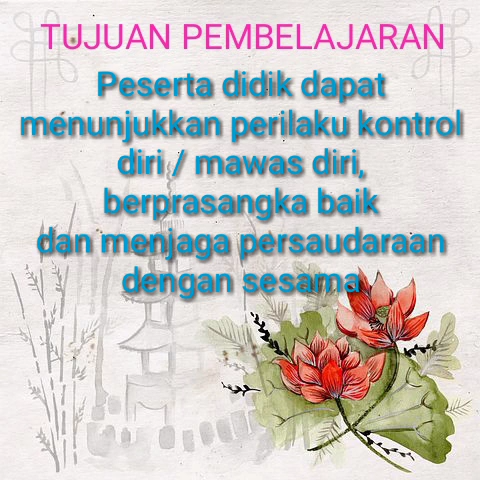 TUJUAN PEMBELAJARAN
Peserta didik dapat
menunjukkan perilaku kontrol
diri / mawas diri,
berprasangka baik
dan menjaga persaudaraan
dengan sesama